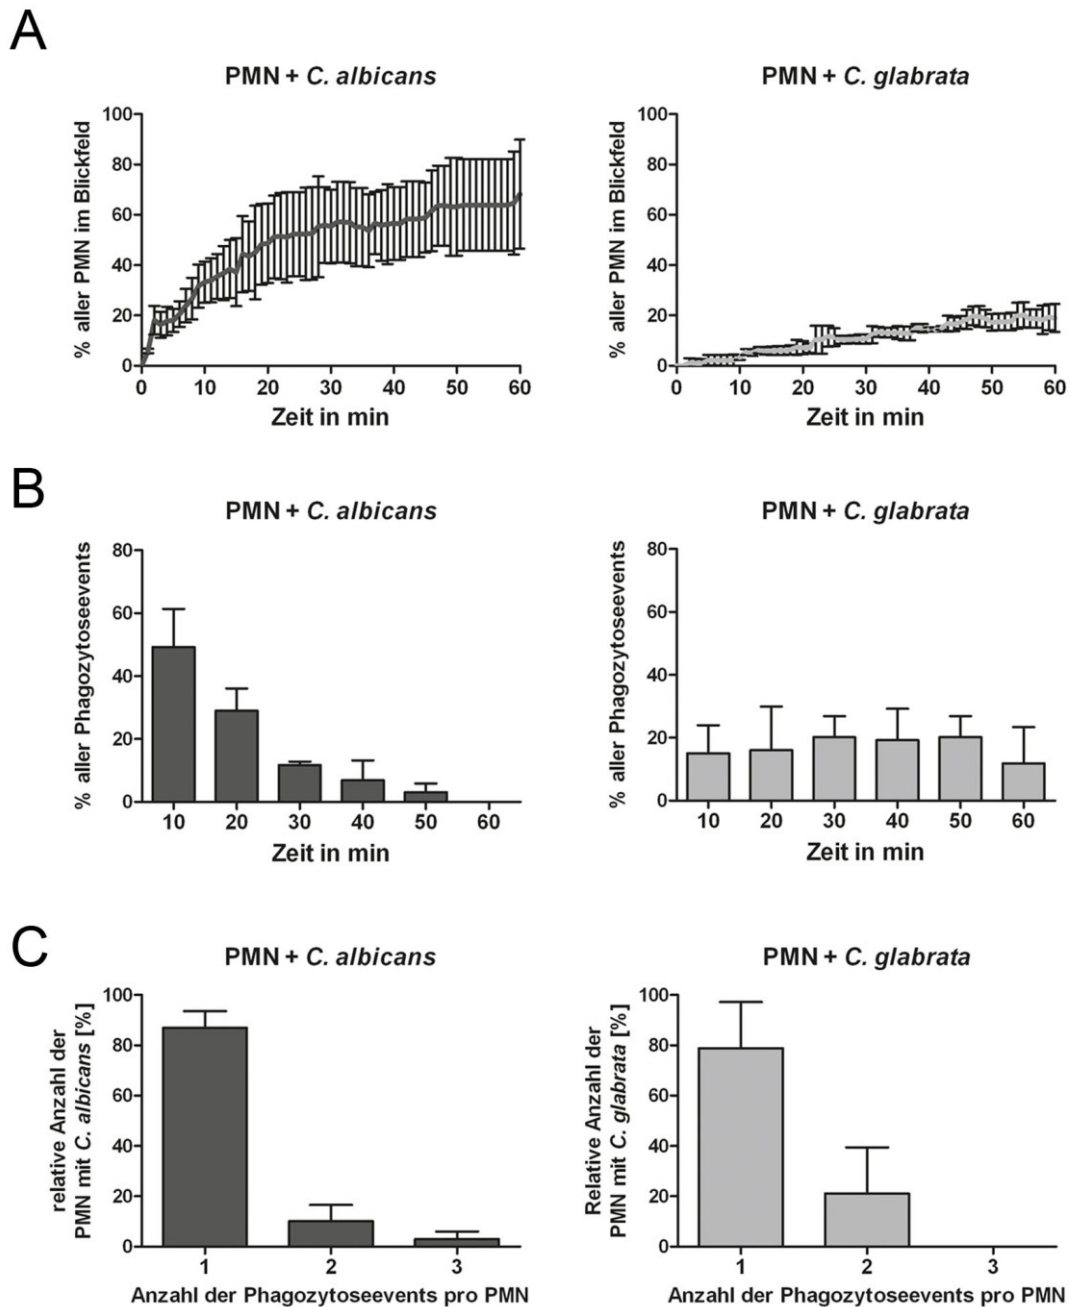 A
PMN + C. albicans
% aller PMN im Blickfeld
100
80
60
40
20
0
0 10 20 30 40 50 60
Zeit in min
PMN + C. glabrata
% aller PMN im Blickfeld
100
80
60
40
20
0
0 10 20 30 40 50 60
Zeit in min
B
PMN + C. albicans
% aller Phagozytoseevents
80
60
40
20
0
10 20 30 40 50 60
Zeit in min
PMN + C. glabrata
% aller Phagozytoseevents
80
60
40
20
0
10 20 30 40 50 60
Zeit in min
C
PMN + C. albicans
relative Anzahl der
PMN mit C. albicans [%]
100
80
60
40
20
0
1 2 3
Anzahl der Phagozytoseevents pro PMN
PMN + C. glabrata
Relative Anzahl der
PMN mit C. glabrata [%]
100
80
60
40
20
0
1 2 3
Anzahl der Phagozytoseevents pro PMN